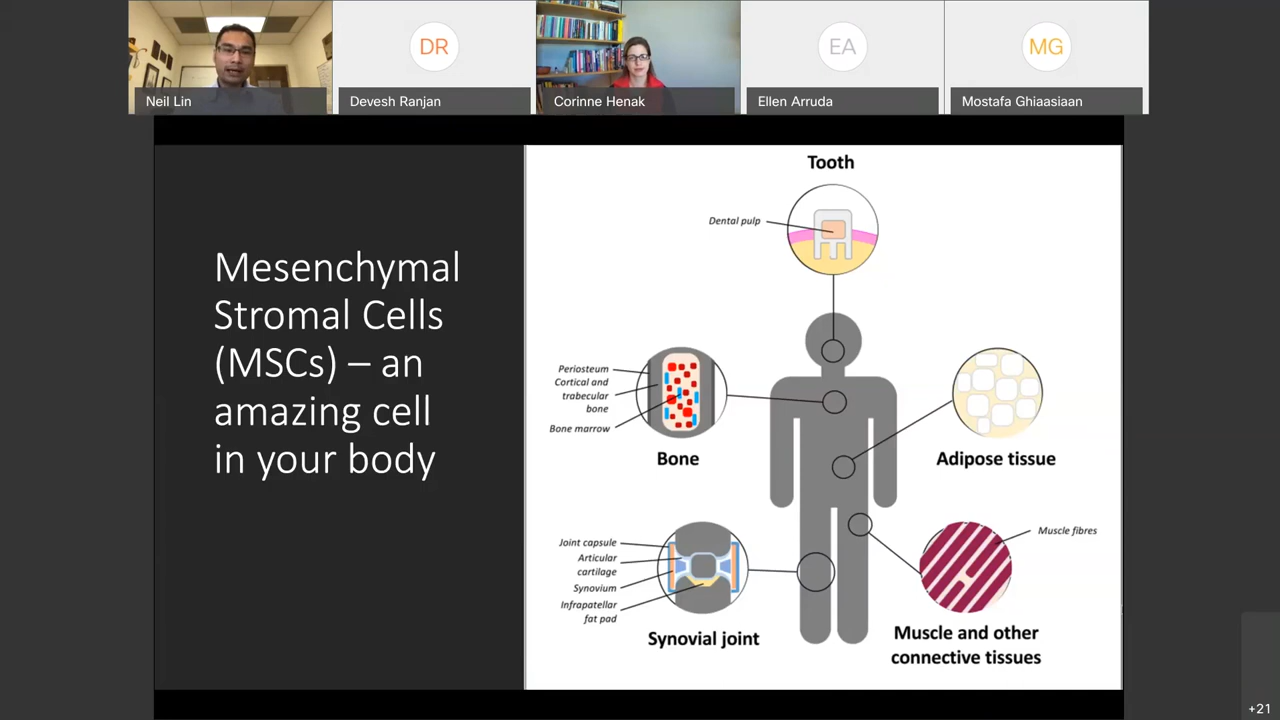 Neil Lin
DR
Devesh Ranjan
Corinne Henak
EA
Ellen Arruda
MG
Mostafa Ghiaasiaan
Mesenchymal
Stromal Cells
(MSCs) – an
amazing cell
in your body
Tooth
Dental pulp
Periosteum
Cortical and
trabecular
bone
Bone marrow
Bone
Adipose tissue
Joint capsule
Articular
cartilage
Synovium
Infrapatellar
fat pad
Synovial joint
Muscle fibres
Muscle and other
connective tissues
+21